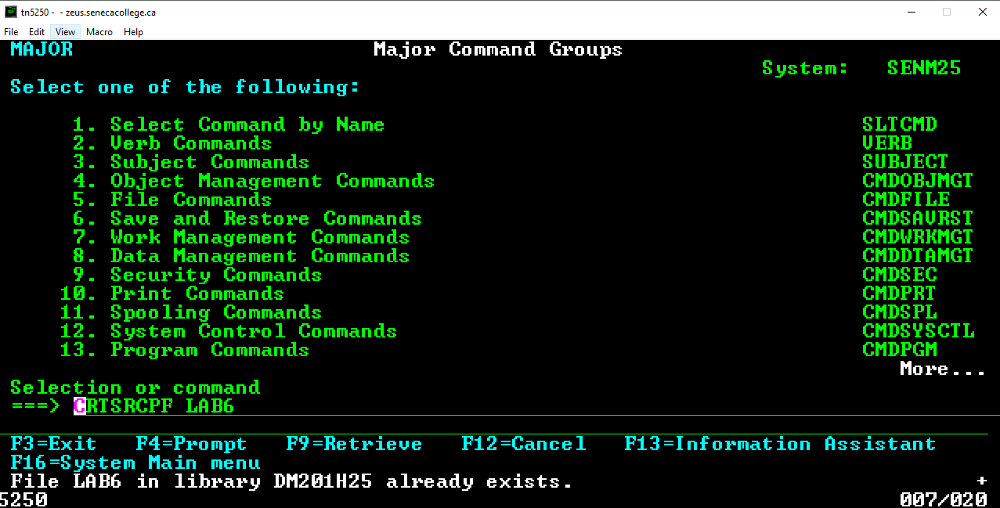 tn5250 - - zeus.senecacollege.ca
File Edit View Macro Help
MAJOR Major Command Groups
System: SENM25
Select one of the following:
1. Select Command by Name SLTCMD
2. Verb Commands VERB
3. Subject Commands SUBJECT
4. Object Management Commands CMDOBJMGT
5. File Commands CMDFILE
6. Save and Restore Commands CMDSAVRST
7. Work Management Commands CMDWRKMGT
8. Data Management Commands CMDDTAMGT
9. Security Commands CMDSEC
10. Print Commands CMDPRT
11. Spooling Commands CMDSPL
12. System Control Commands CMDSYSCTL
13. Program Commands CMDPGM
More...
Selection or command
===> CRTSRCPF LAB6
F3=Exit F4=Prompt F9=Retrieve F12=Cancel F13=Information Assistant
F16=System Main menu
File LAB6 in library DM201H25 already exists. +
5250 007/020